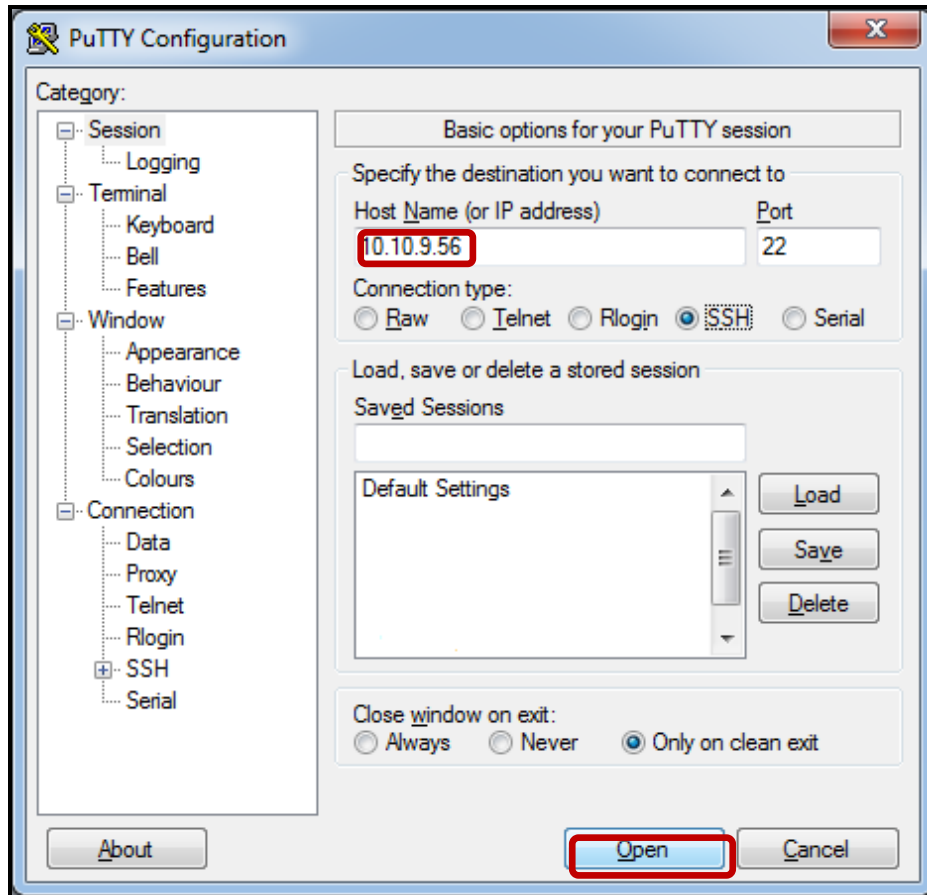 PuTTY Configuration
Category:
Session
Logging
Terminal
Keyboard
Bell
Features
Window
Appearance
Behaviour
Translation
Selection
Colours
Connection
Data
Proxy
Telnet
Rlogin
SSH
Serial
Basic options for your PuTTY session
Specify the destination you want to connect to
Host Name (or IP address) Port
10.10.9.56 22
Connection type:
Raw Telnet Rlogin SSH Serial
Load, save or delete a stored session
Saved Sessions
Default Settings
Load
Save
Delete
Close window on exit:
Always Never Only on clean exit
About Open Cancel